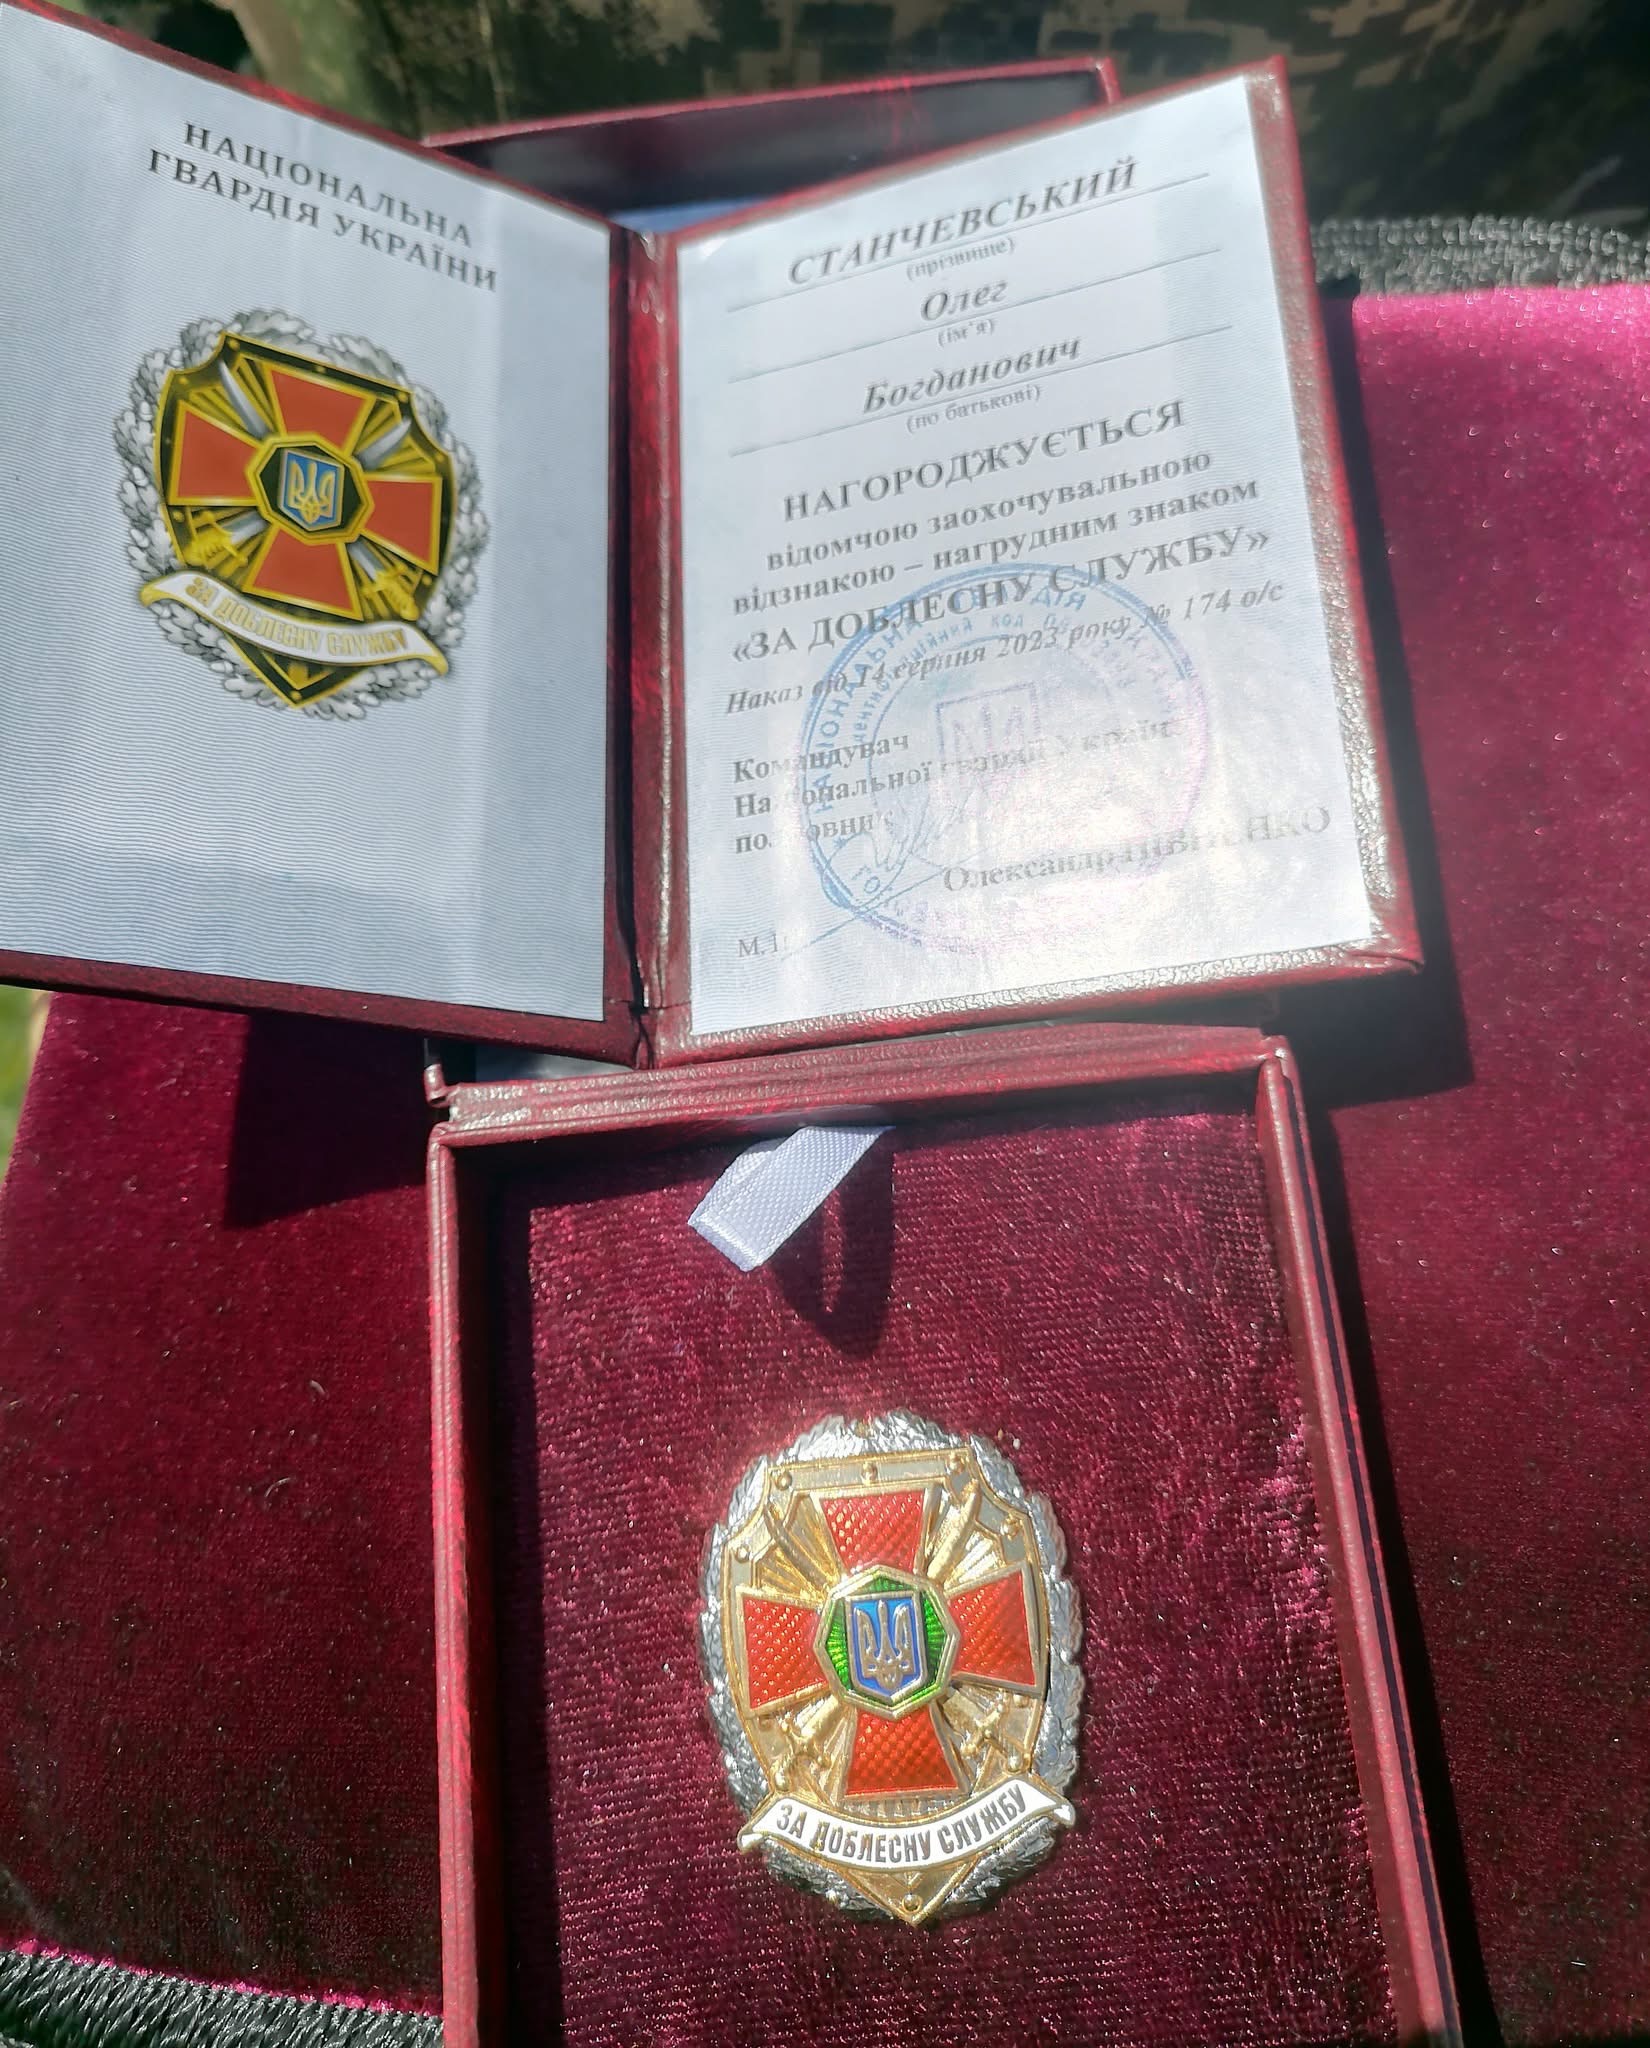 НАЦІОНАЛЬНА
ГВАРДІЯ УКРАЇНИ
ЗА ДОБЛЕСНУ СЛУЖБУ
СТАНЧЕВСЬКИЙ
(прізвище)
Олег
(ім'я)
Богданович
(по батькові)
НАГОРОДЖУЄТЬСЯ
відомчою заохочувальною
відзнакою – нагрудним знаком
«ЗА ДОБЛЕСНУ СЛУЖБУ»
Наказ від 14 серпня 2023 року № 174 о/с
Командувач
Національної гвардії України
Олександр ПІВНЕНКО
ЗА ДОБЛЕСНУ СЛУЖБУ